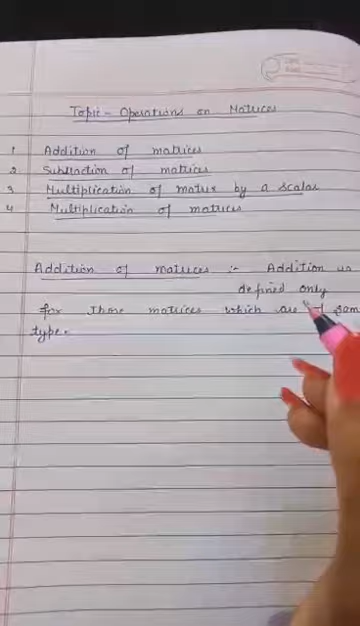 Topic - Operations on Matrices
1 Addition of matrices
2 Subtraction of matrices
3 Multiplication of matrix by a scalar
4 Multiplication of matrices
Addition of matrices :- Addition is
defined only
for those matrices which are
type.